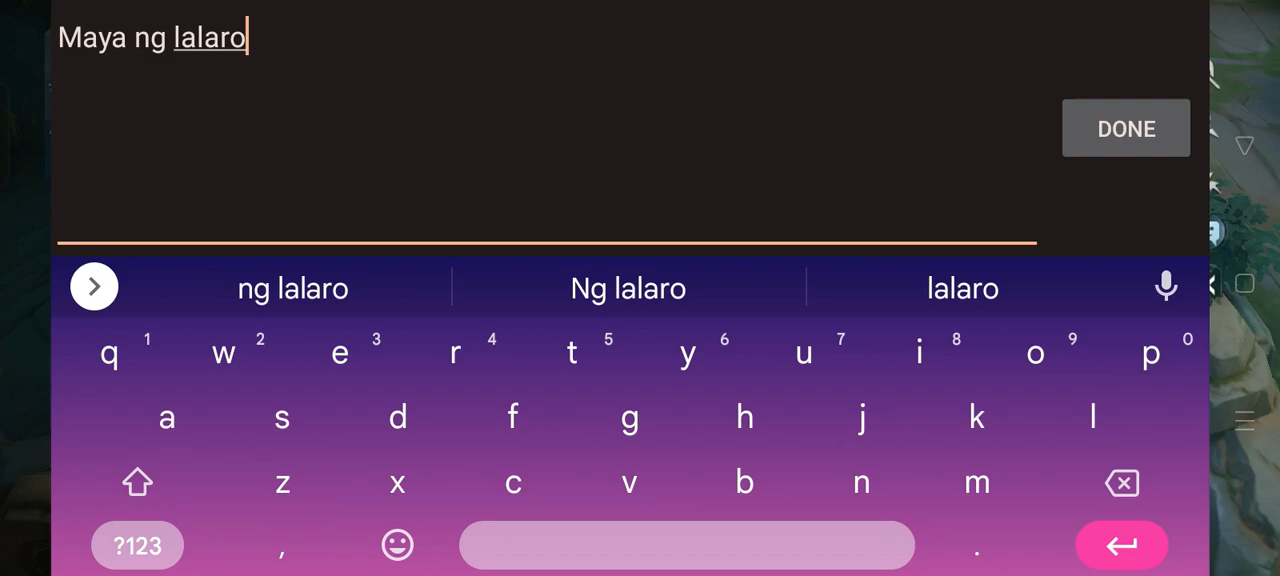 Maya ng lalaro
DONE
ng lalaro Ng lalaro lalaro
q 1 w 2 e 3 r 4 t 5 y 6 u 7 i 8 o 9 p 0
a s d f g h j k l
z x c v b n m
?123 , .